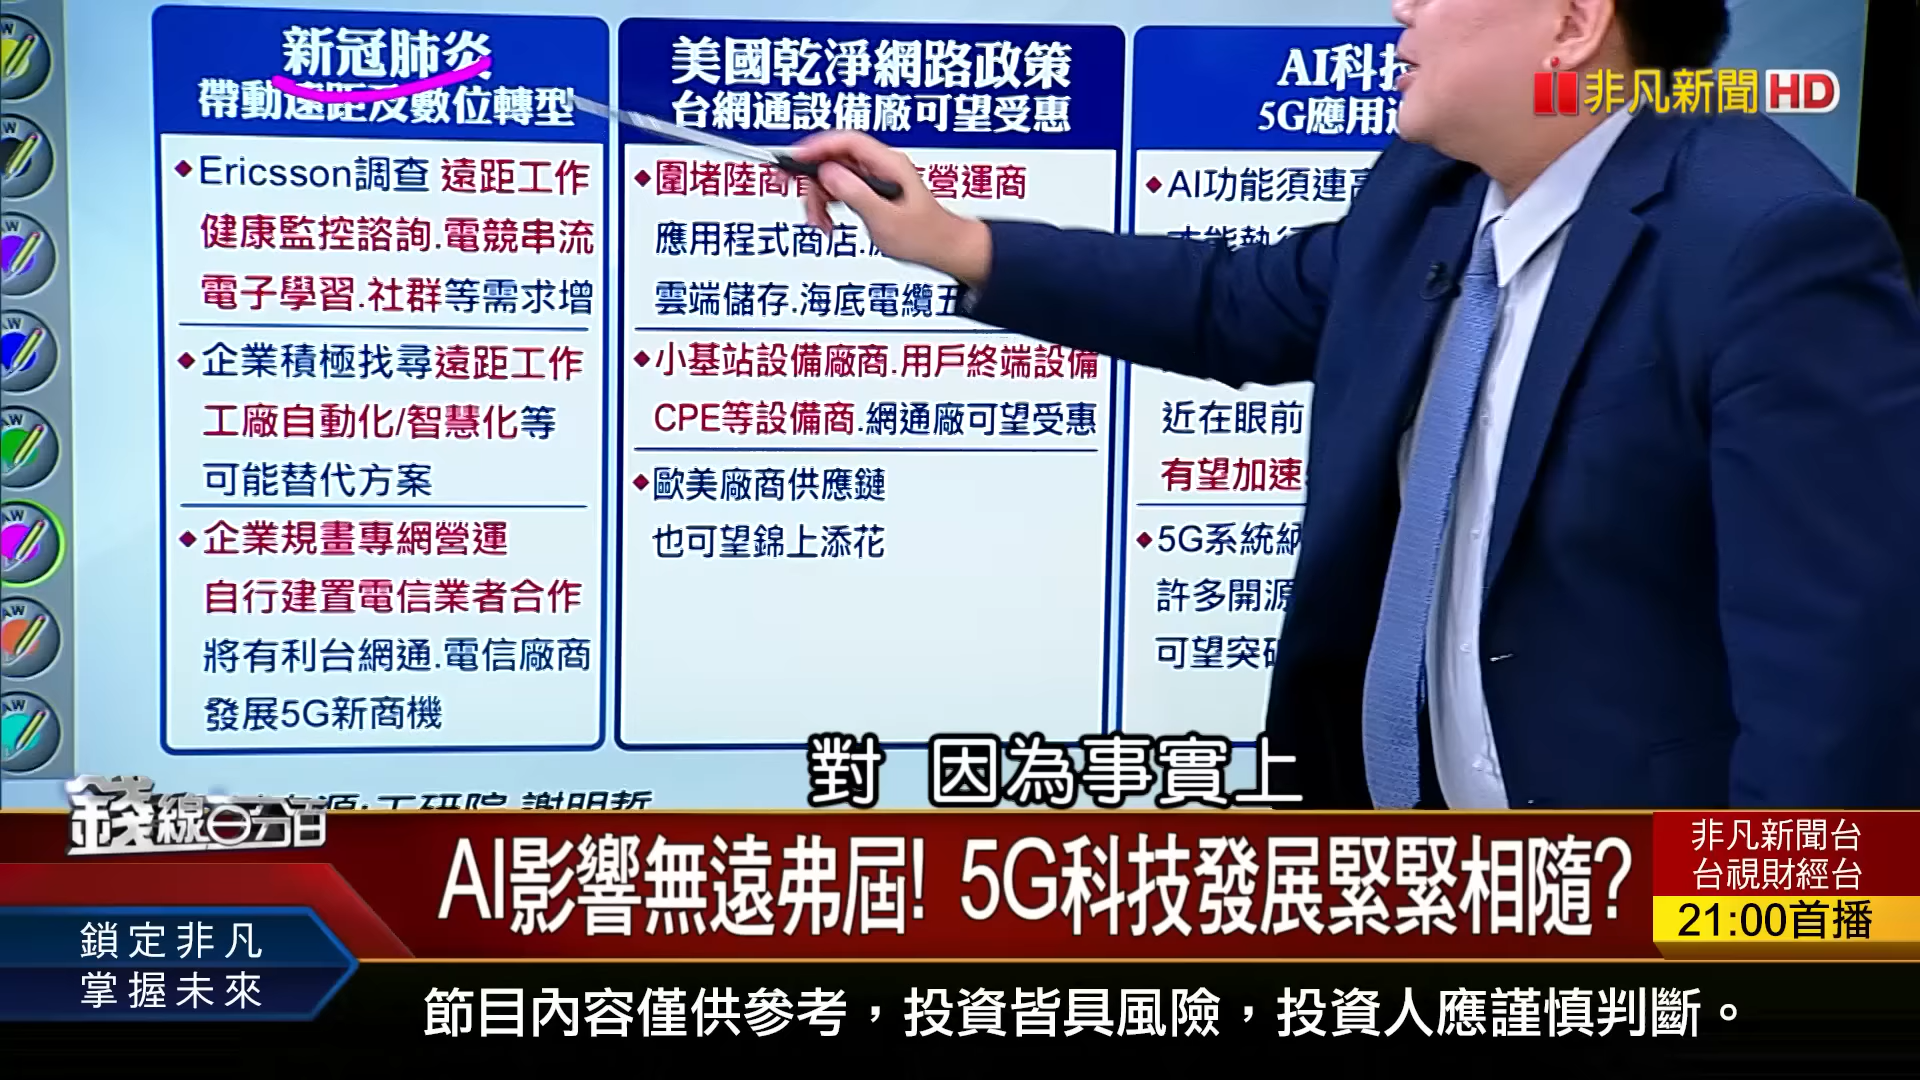 新冠肺炎
帶動遠距及數位轉型
Ericsson調查 遠距工作
健康監控諮詢.電競串流
電子學習.社群等需求增
企業積極找尋遠距工作
工廠自動化/智慧化等
可能替代方案
企業規畫專網營運
自行建置電信業者合作
將有利台網通.電信廠商
發展5G新商機
美國乾淨網路政策
台網通設備廠可望受惠
圍堵陸商 營運商
應用程式商店.
雲端儲存.海底電纜五
小基站設備廠商.用戶終端設備
CPE等設備商.網通廠可望受惠
歐美廠商供應鏈
也可望錦上添花
AI科
5G應用
AI功能須連
近在眼前
有望加速
5G系統
許多開源
可望突
非凡新聞HD
對 因為事實上
工研院 謝明哲
錢線百分百
AI影響無遠弗屆! 5G科技發展緊緊相隨?
非凡新聞台
台視財經台
21:00首播
鎖定非凡
掌握未來
節目內容僅供參考，投資皆具風險，投資人應謹慎判斷。